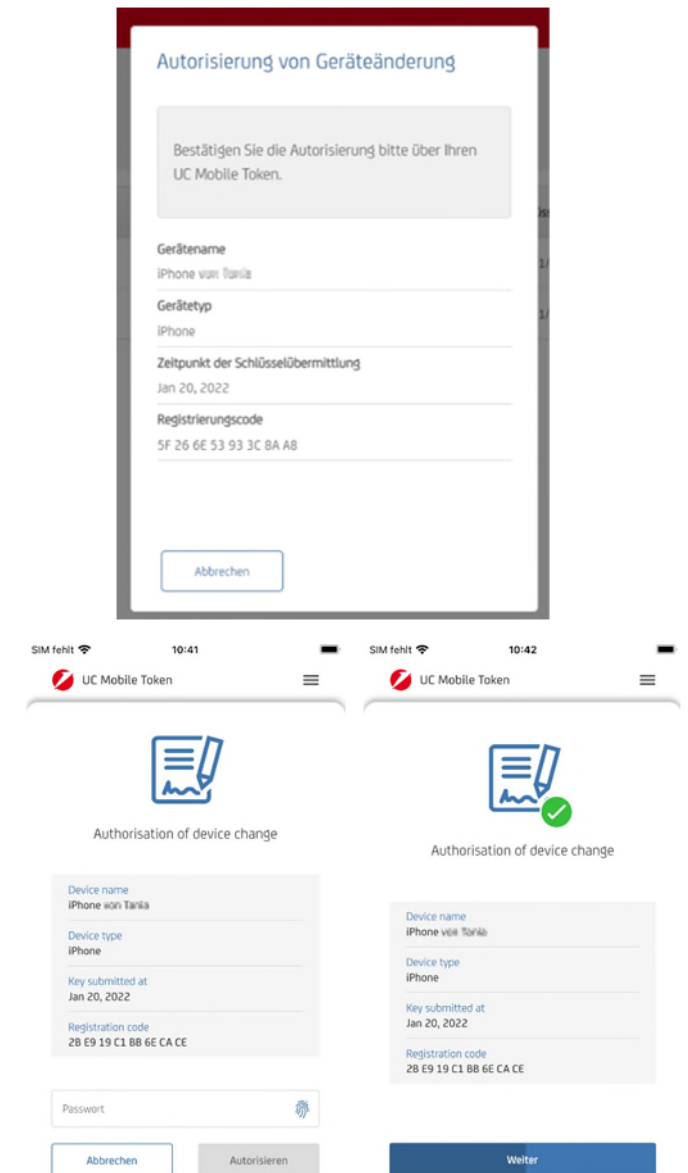 Autorisierung von Geräteänderung
Bestätigen Sie die Autorisierung bitte über Ihren
UC Mobile Token.
Gerätename
iPhone von Tania
Gerätetyp
iPhone
Zeitpunkt der Schlüsselübermittlung
Jan 20, 2022
Registrierungscode
5F 26 6E 53 93 3C 8A A8
Abbrechen
SIM fehlt 10:41
UC Mobile Token
Authorisation of device change
Device name
iPhone von Tania
Device type
iPhone
Key submitted at
Jan 20, 2022
Registration code
2B E9 19 C1 BB 6E CA CE
Passwort
Abbrechen Autorisieren
SIM fehlt 10:42
UC Mobile Token
Authorisation of device change
Device name
iPhone von Tania
Device type
iPhone
Key submitted at
Jan 20, 2022
Registration code
2B E9 19 C1 BB 6E CA CE
Weiter